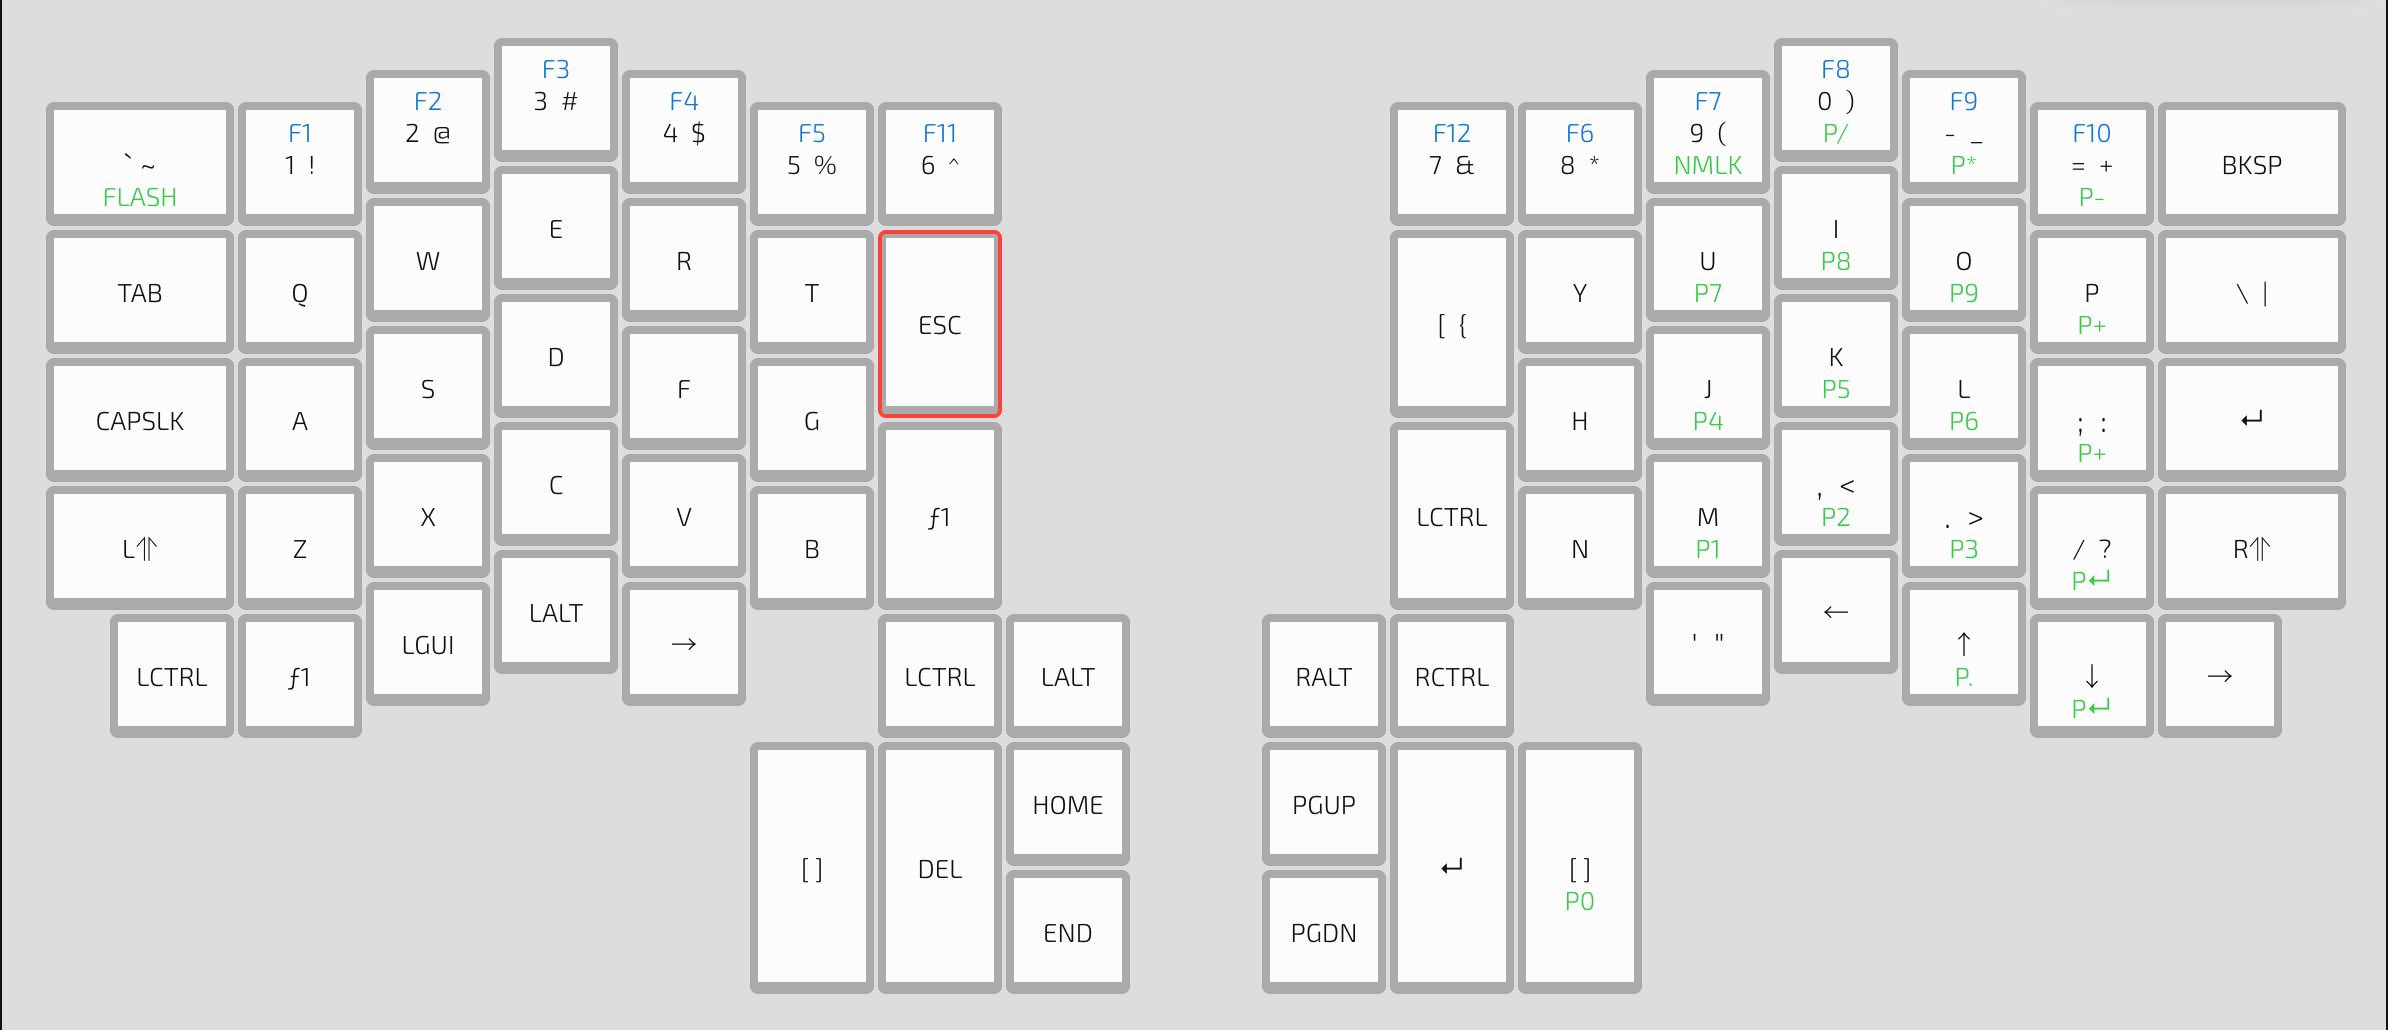 F3
F8
F2
3 #
F4
F7
0 )
F9
` ~
FLASH
F1
1 !
2 @
4 $
F5
5 %
F11
6 ^
F12
7 &
F6
8 *
9 (
NMLK
P/
- _
P*
F10
= +
P-
BKSP
TAB
Q
W
E
R
T
ESC
[ {
Y
U
P7
I
P8
O
P9
P
P+
\ |
CAPSLK
A
S
D
F
G
H
J
P4
K
P5
L
P6
; :
P+
↵
L⇑
Z
X
C
V
B
ƒ1
LCTRL
N
M
P1
, <
P2
. >
P3
/ ?
P↵
R⇑
LCTRL
ƒ1
LGUI
LALT
→
LCTRL
LALT
RALT
RCTRL
' "
←
↑
P.
↓
P↵
→
[ ]
DEL
HOME
END
PGUP
PGDN
↵
[ ]
P0